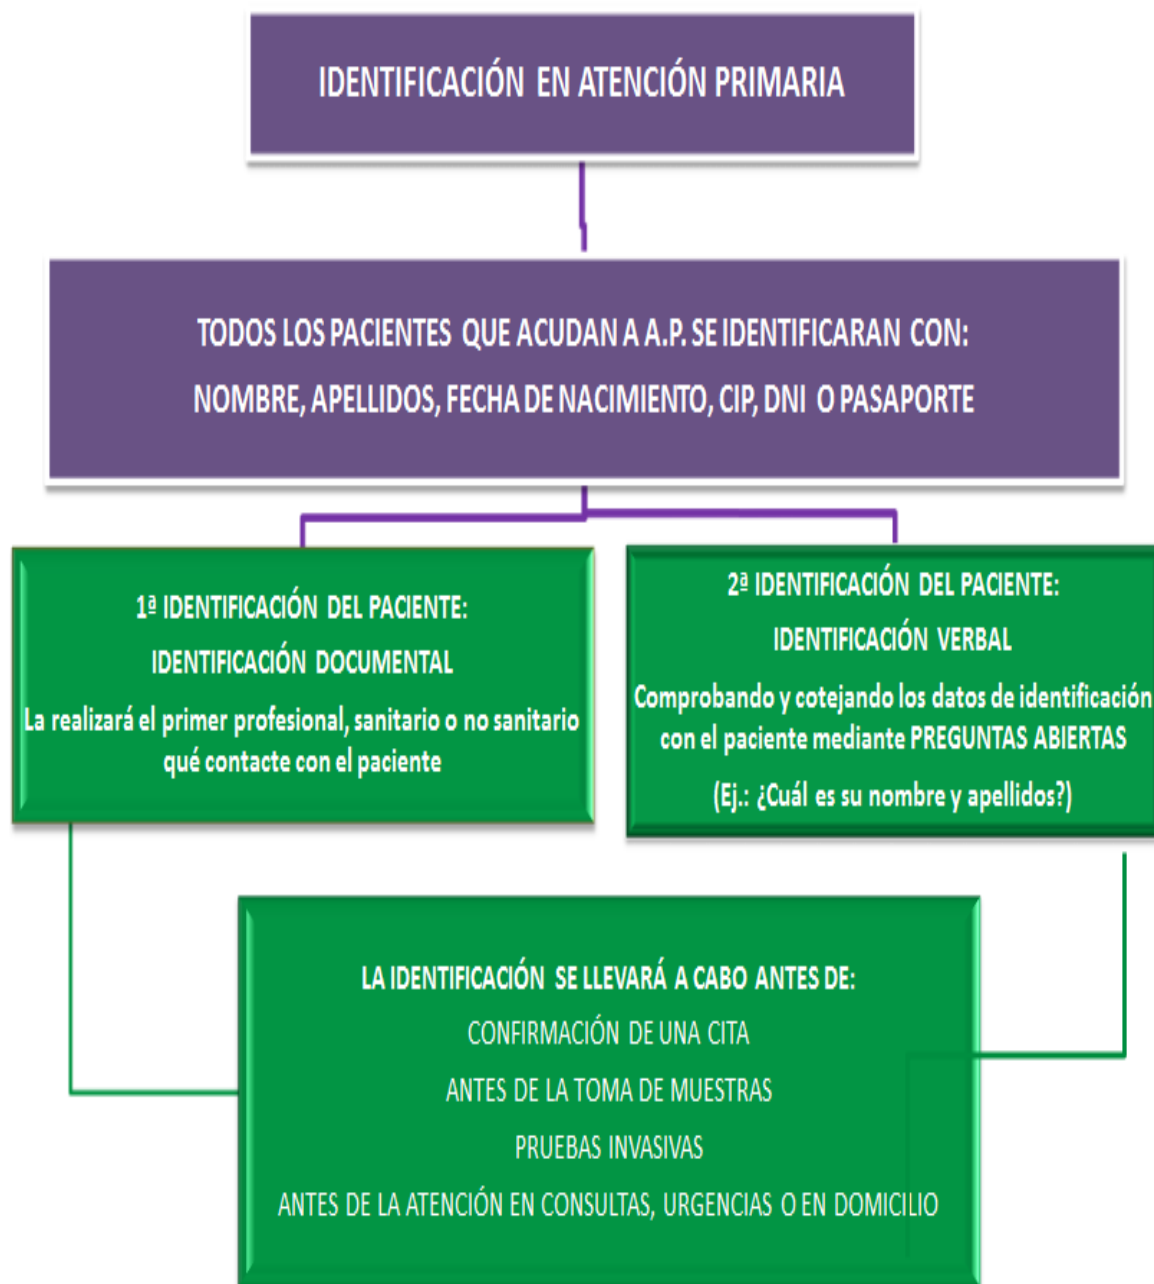 IDENTIFICACIÓN EN ATENCIÓN PRIMARIA
TODOS LOS PACIENTES QUE ACUDAN A A.P. SE IDENTIFICARAN CON:
NOMBRE, APELLIDOS, FECHA DE NACIMIENTO, CIP, DNI O PASAPORTE
1ª IDENTIFICACIÓN DEL PACIENTE:
IDENTIFICACIÓN DOCUMENTAL
La realizará el primer profesional, sanitario o no sanitario
qué contacte con el paciente
2ª IDENTIFICACIÓN DEL PACIENTE:
IDENTIFICACIÓN VERBAL
Comprobando y cotejando los datos de identificación
con el paciente mediante PREGUNTAS ABIERTAS
(Ej.: ¿Cuál es su nombre y apellidos?)
LA IDENTIFICACIÓN SE LLEVARÁ A CABO ANTES DE:
CONFIRMACIÓN DE UNA CITA
ANTES DE LA TOMA DE MUESTRAS
PRUEBAS INVASIVAS
ANTES DE LA ATENCIÓN EN CONSULTAS, URGENCIAS O EN DOMICILIO